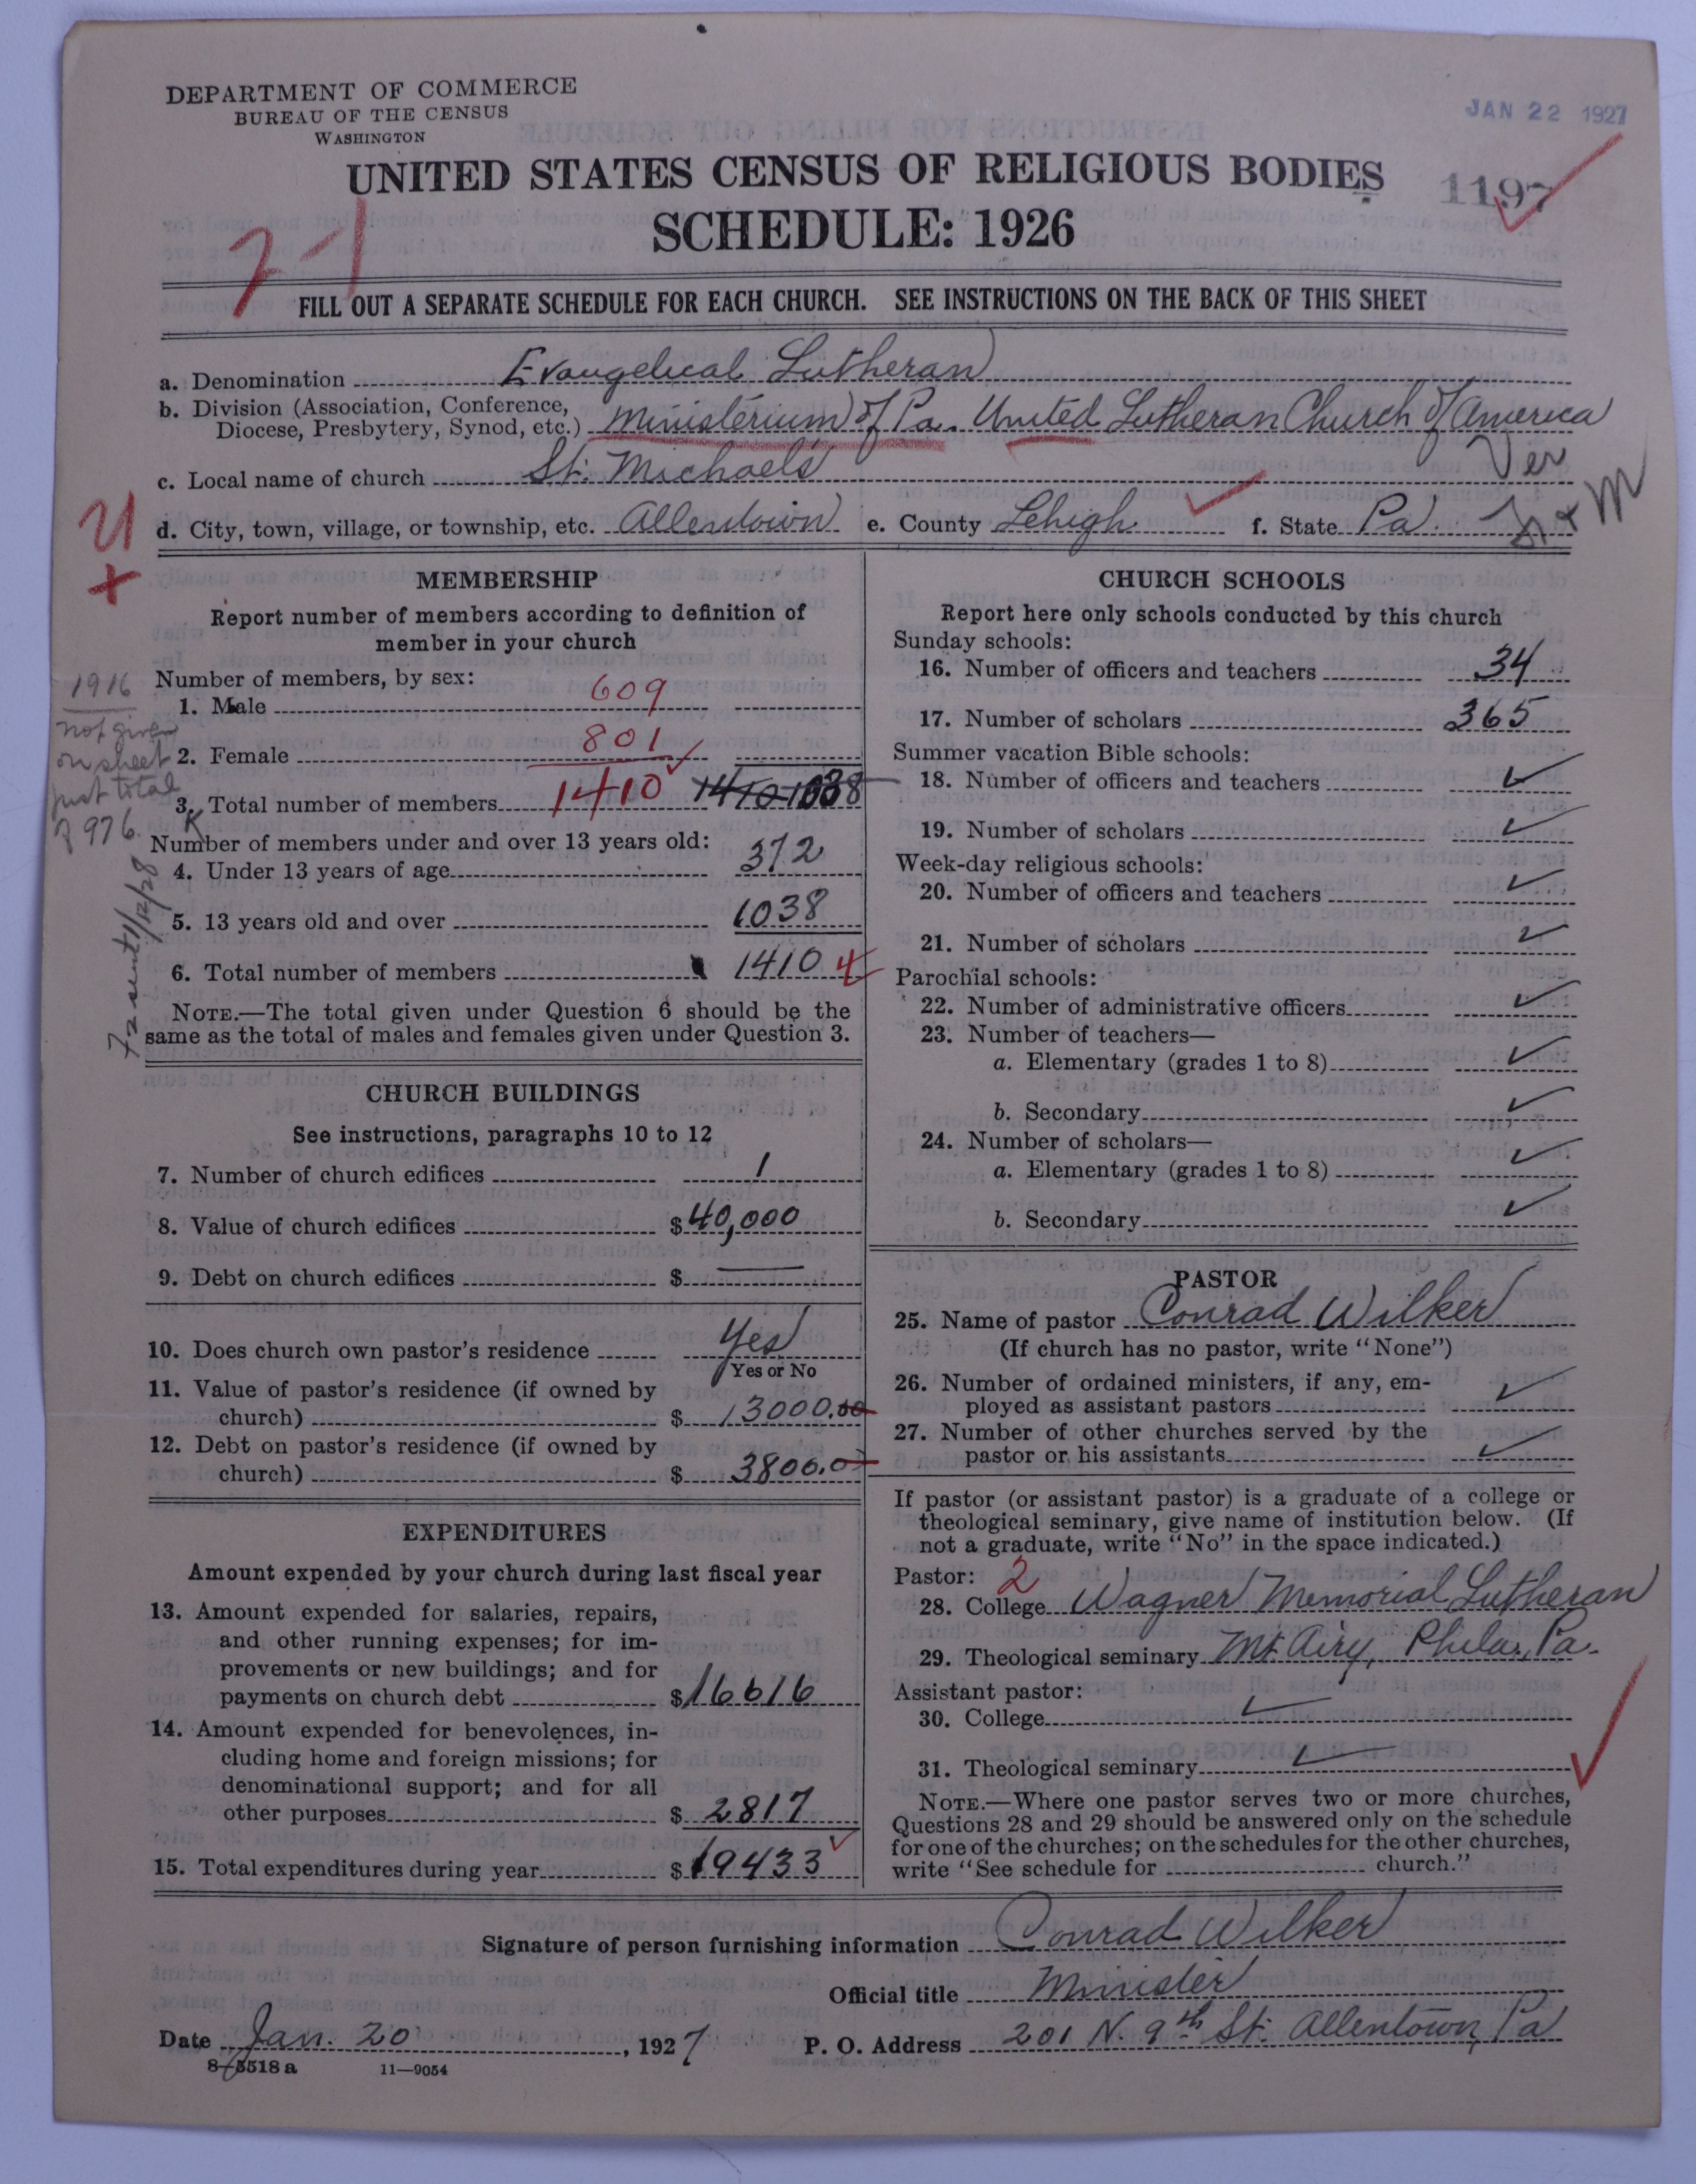 DEPARTMENT OF COMMERCE
BUREAU OF THE CENSUS
WASHINGTON
JAN 22 1927
UNITED STATES CENSUS OF RELIGIOUS BODIES
1197
SCHEDULE: 1926
7-1
FILL OUT A SEPARATE SCHEDULE FOR EACH CHURCH. SEE INSTRUCTIONS ON THE BACK OF THIS SHEET
a. Denomination Evangelical Lutheran
b. Division (Association, Conference,
Diocese, Presbytery, Synod, etc.) Ministerium of Pa. United Lutheran Church of America
c. Local name of church St. Michaels
Ver
d. City, town, village, or township, etc. Allentown e. County Lehigh f. State Pa.
MEMBERSHIP
Report number of members according to definition of
member in your church
Number of members, by sex:
1. Male 609
2. Female 801
3. Total number of members 1410 1410 1038
1916
not given
on sheet
just total
of 976.
Number of members under and over 13 years old:
4. Under 13 years of age 372
5. 13 years old and over 1038
6. Total number of members 1410
NOTE.—The total given under Question 6 should be the
same as the total of males and females given under Question 3.
CHURCH BUILDINGS
See instructions, paragraphs 10 to 12
7. Number of church edifices 1
8. Value of church edifices $ 40,000
9. Debt on church edifices $ —
10. Does church own pastor's residence Yes
Yes or No
11. Value of pastor's residence (if owned by
church) $ 13000.00
12. Debt on pastor's residence (if owned by
church) $ 3800.00
EXPENDITURES
Amount expended by your church during last fiscal year
13. Amount expended for salaries, repairs,
and other running expenses; for im-
provements or new buildings; and for
payments on church debt $ 16616
14. Amount expended for benevolences, in-
cluding home and foreign missions; for
denominational support; and for all
other purposes $ 2817
15. Total expenditures during year $ 19433
CHURCH SCHOOLS
Report here only schools conducted by this church
Sunday schools:
16. Number of officers and teachers 34
17. Number of scholars 365
Summer vacation Bible schools:
18. Number of officers and teachers ✓
19. Number of scholars ✓
Week-day religious schools:
20. Number of officers and teachers ✓
21. Number of scholars ✓
Parochial schools:
22. Number of administrative officers ✓
23. Number of teachers—
a. Elementary (grades 1 to 8) ✓
b. Secondary ✓
24. Number of scholars—
a. Elementary (grades 1 to 8) ✓
b. Secondary ✓
PASTOR
25. Name of pastor Conrad Wilker
(If church has no pastor, write "None")
26. Number of ordained ministers, if any, em-
ployed as assistant pastors ✓
27. Number of other churches served by the
pastor or his assistants ✓
If pastor (or assistant pastor) is a graduate of a college or
theological seminary, give name of institution below. (If
not a graduate, write "No" in the space indicated.)
Pastor: 2
28. College Wagner Memorial Lutheran
29. Theological seminary Mt. Airy, Phila., Pa.
Assistant pastor:
30. College ✓
31. Theological seminary ✓
NOTE.—Where one pastor serves two or more churches,
Questions 28 and 29 should be answered only on the schedule
for one of the churches; on the schedules for the other churches,
write "See schedule for church."
Signature of person furnishing information Conrad Wilker
Official title Minister
Date Jan. 20, 1927 P. O. Address 201 N. 9th St. Allentown, Pa
8-5518 a 11—9054